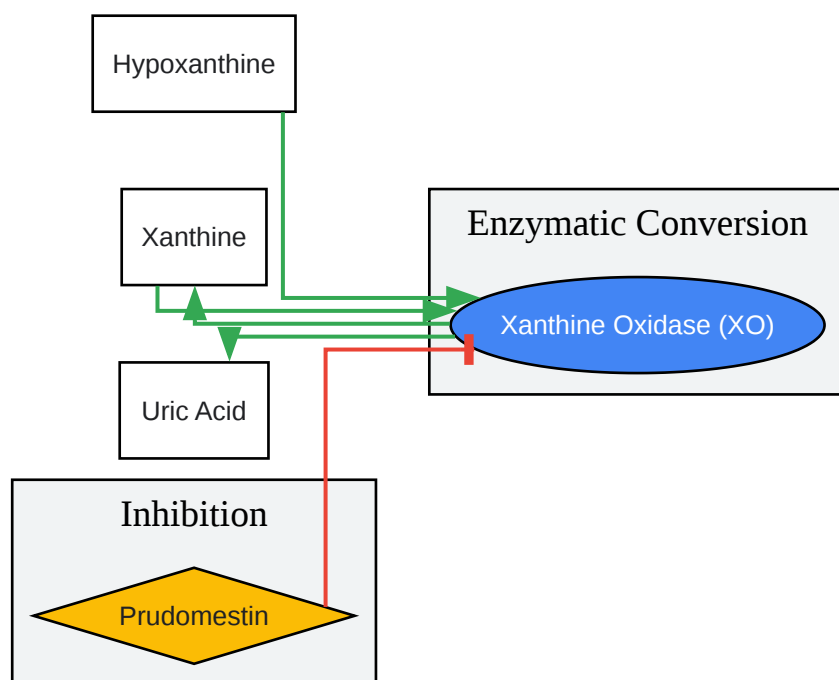 Hypoxanthine
Xanthine
Enzymatic Conversion
Xanthine Oxidase (XO)
Uric Acid
Inhibition
Prudomestin